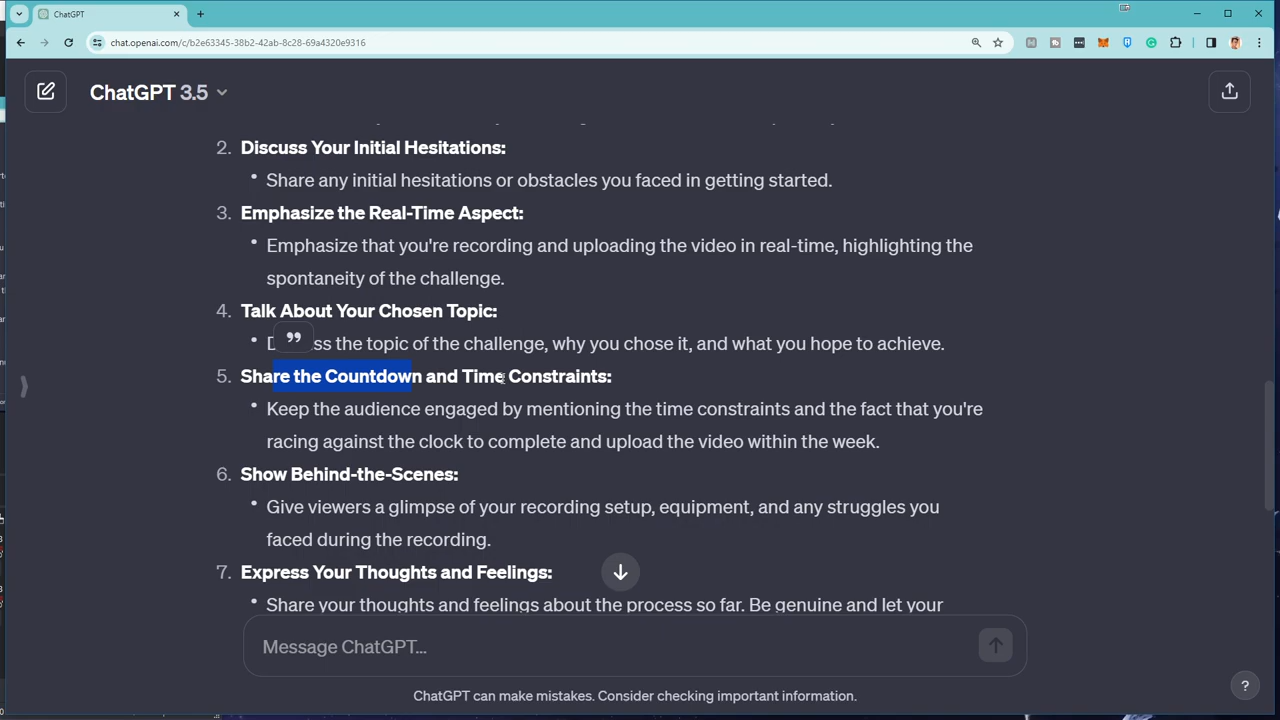 ChatGPT
chat.openai.com/c/b2e63345-38b2-42ab-8c28-69a4320e9316
ChatGPT 3.5
2. Discuss Your Initial Hesitations:
• Share any initial hesitations or obstacles you faced in getting started.
3. Emphasize the Real-Time Aspect:
• Emphasize that you're recording and uploading the video in real-time, highlighting the
spontaneity of the challenge.
4. Talk About Your Chosen Topic:
• the topic of the challenge, why you chose it, and what you hope to achieve.
5. Share the Countdown and Time Constraints:
• Keep the audience engaged by mentioning the time constraints and the fact that you're
racing against the clock to complete and upload the video within the week.
6. Show Behind-the-Scenes:
• Give viewers a glimpse of your recording setup, equipment, and any struggles you
faced during the recording.
7. Express Your Thoughts and Feelings:
• Share your thoughts and feelings about the process so far. Be genuine and let your
Message ChatGPT...
ChatGPT can make mistakes. Consider checking important information.
?